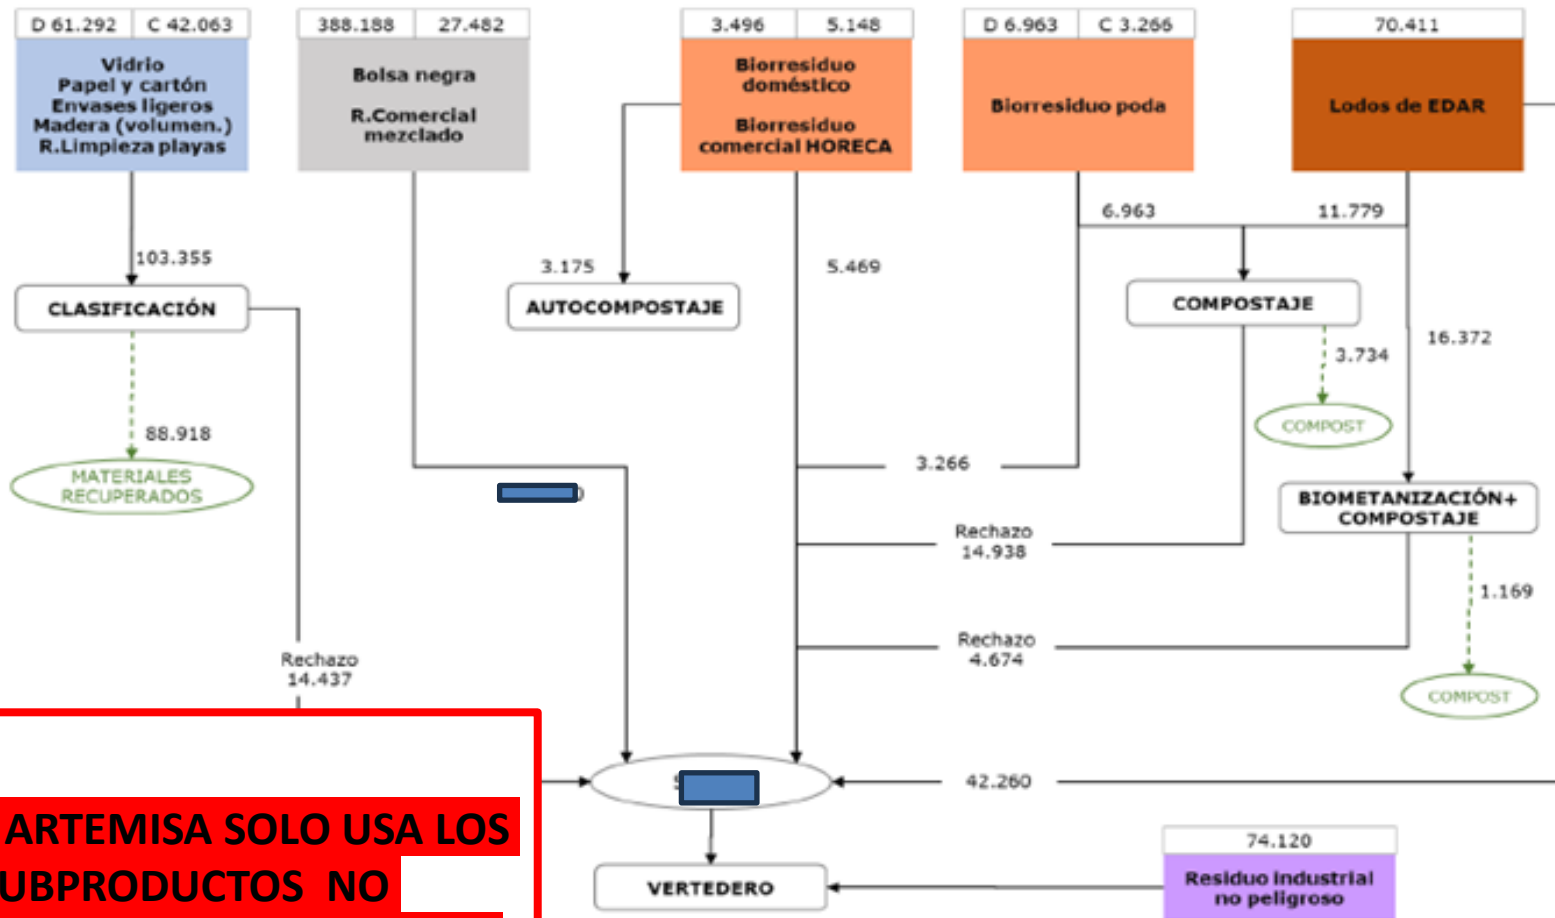 D 61.292 C 42.063
Vidrio
Papel y cartón
Envases ligeros
Madera (volumen.)
R.Limpieza playas
388.188 27.482
Bolsa negra
R.Comercial
mezclado
3.496 5.148
Biorresiduo
doméstico
Biorresiduo
comercial HORECA
D 6.963 C 3.266
Biorresiduo poda
70.411
Lodos de EDAR
6.963
11.779
103.355
3.175
5.469
CLASIFICACIÓN
AUTOCOMPOSTAJE
COMPOSTAJE
16.372
3.734
COMPOST
88.918
MATERIALES
RECUPERADOS
3.266
BIOMETANIZACIÓN+
COMPOSTAJE
Rechazo
14.938
1.169
Rechazo
4.674
Rechazo
14.437
COMPOST
42.260
ARTEMISA SOLO USA LOS
UBPRODUCTOS NO
VERTEDERO
74.120
Residuo industrial
no peligroso